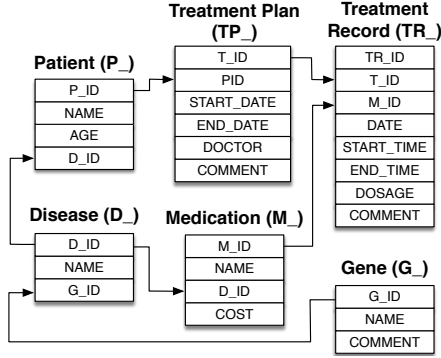 Patient (P_)
P_ID
NAME
AGE
D_ID
Treatment Plan
(TP_)
T_ID
PID
START_DATE
END_DATE
DOCTOR
COMMENT
Treatment
Record (TR_)
TR_ID
T_ID
M_ID
DATE
START_TIME
END_TIME
DOSAGE
COMMENT
Disease (D_)
D_ID
NAME
G_ID
Medication (M_)
M_ID
NAME
D_ID
COST
Gene (G_)
G_ID
NAME
COMMENT